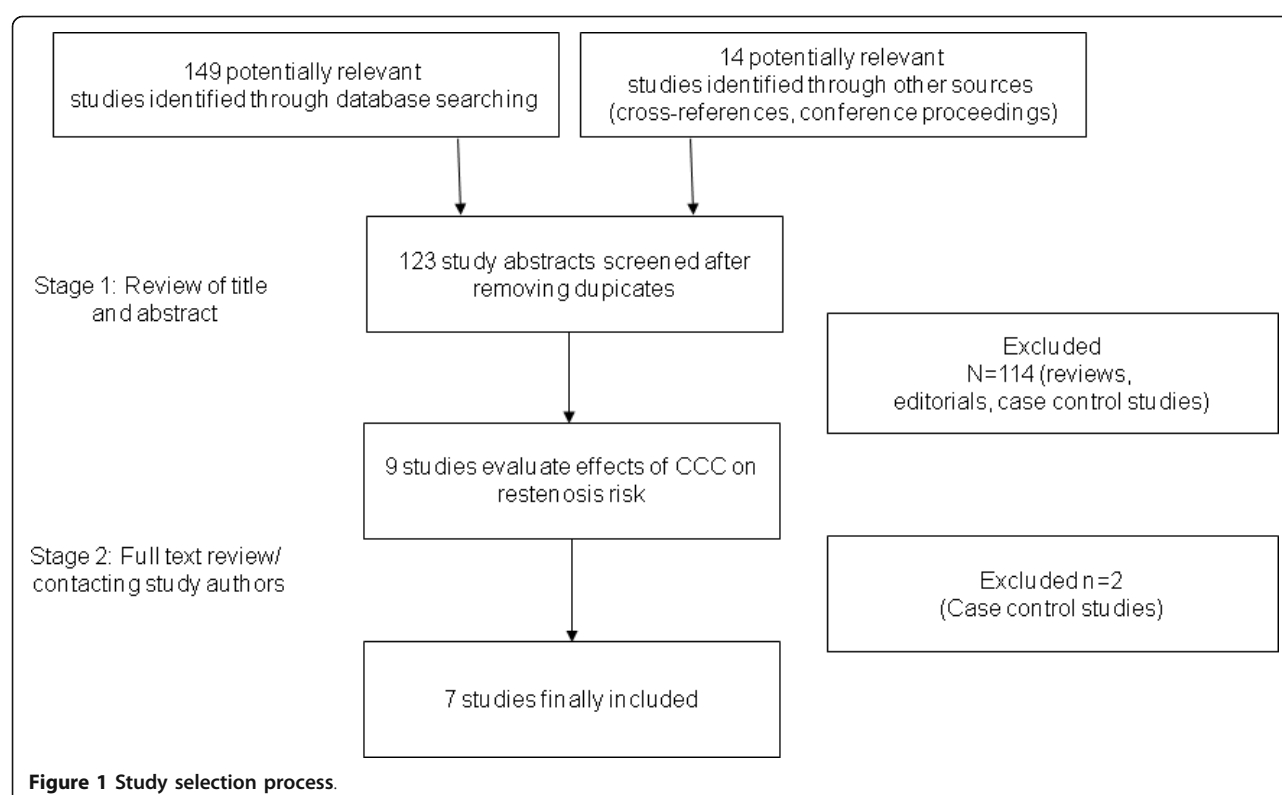 149 potentially relevant
studies identified through database searching
14 potentially relevant
studies identified through other sources
(cross-references, conference proceedings)
Stage 1: Review of title
and abstract
123 study abstracts screened after
removing dupicates
Excluded
N=114 (reviews,
editorials, case control studies)
9 studies evaluate effects of CCC on
restenosis risk
Stage 2: Full text review/
contacting study authors
Excluded n=2
(Case control studies)
7 studies finally included
Figure 1 Study selection process.